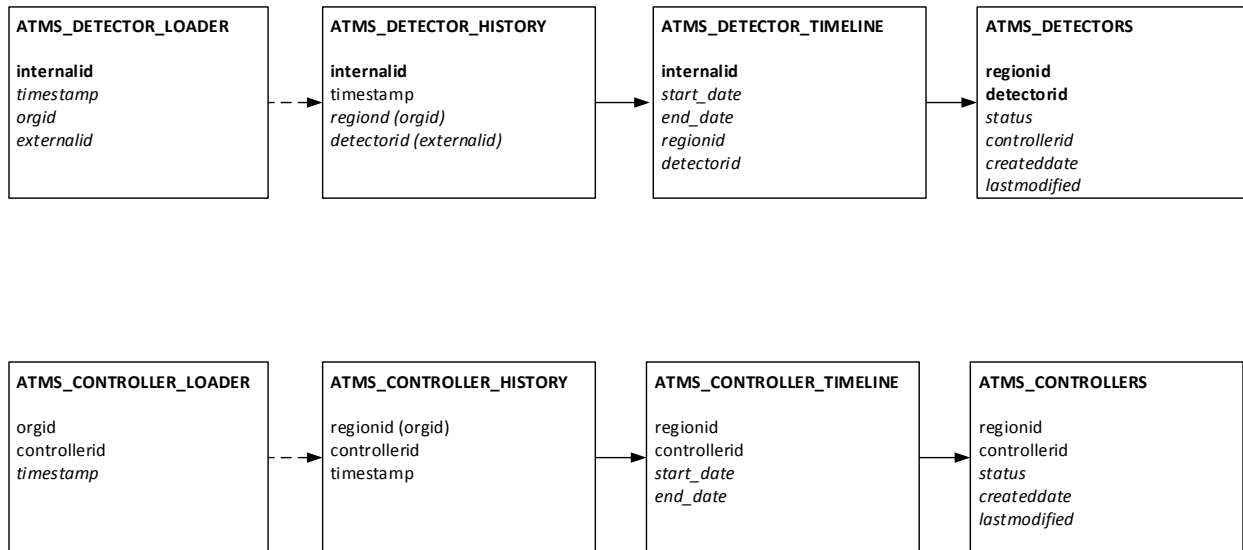 ATMS_DETECTOR_LOADER
internalid
timestamp
orgid
externalid
ATMS_DETECTOR_HISTORY
internalid
timestamp
regiond (orgid)
detectorid (externalid)
ATMS_DETECTOR_TIMELINE
internalid
start_date
end_date
regionid
detectorid
ATMS_DETECTORS
regionid
detectorid
status
controllerid
createddate
lastmodified
ATMS_CONTROLLER_LOADER
orgid
controllerid
timestamp
ATMS_CONTROLLER_HISTORY
regionid (orgid)
controllerid
timestamp
ATMS_CONTROLLER_TIMELINE
regionid
controllerid
start_date
end_date
ATMS_CONTROLLERS
regionid
controllerid
status
createddate
lastmodified